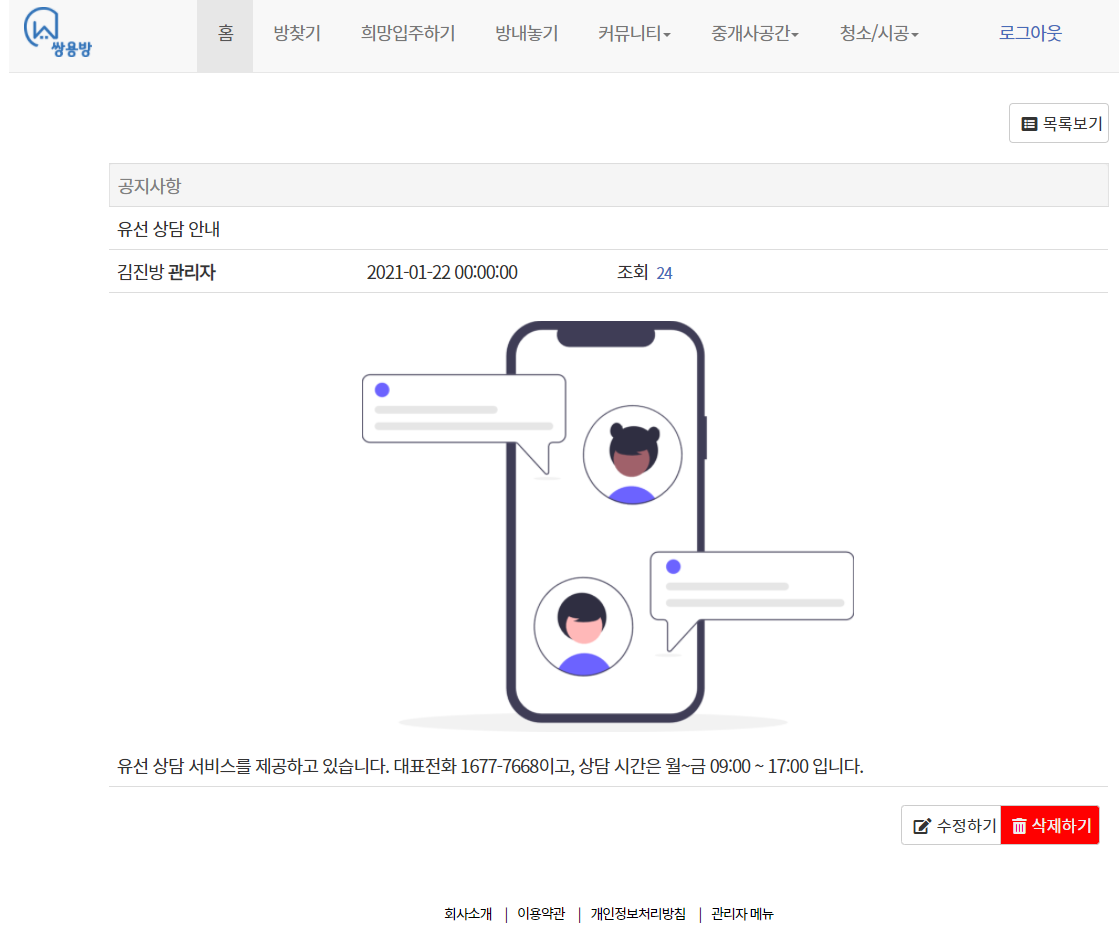 쌍용방
홈 방찾기 희망입주하기 방내놓기 커뮤니티 중개사공간 청소/시공 로그아웃
목록보기
공지사항
유선 상담 안내
김진방 관리자 2021-01-22 00:00:00 조회 24
유선 상담 서비스를 제공하고 있습니다. 대표전화 1677-7668이고, 상담 시간은 월~금 09:00 ~ 17:00 입니다.
수정하기 삭제하기
회사소개 | 이용약관 | 개인정보처리방침 | 관리자 메뉴